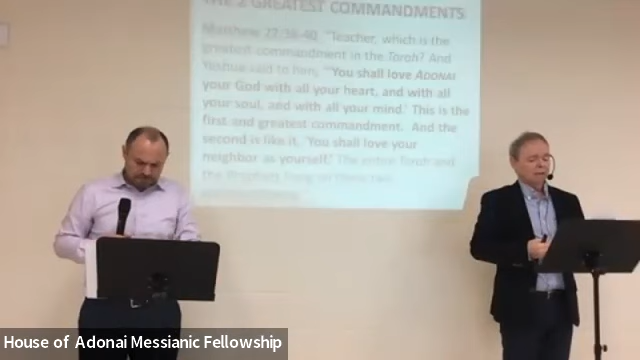 THE 2 GREATEST COMMANDMENTS
Matthew 22:36-40 "Teacher, which is the
greatest commandment in the Torah? And
Yeshua said to him, "'You shall love ADONAI
your God with all your heart, and with all
your soul, and with all your mind.' This is the
first and greatest commandment. And the
second is like it, 'You shall love your
neighbor as yourself.' The entire Torah and
the Prophets hang on these two
House of Adonai Messianic Fellowship